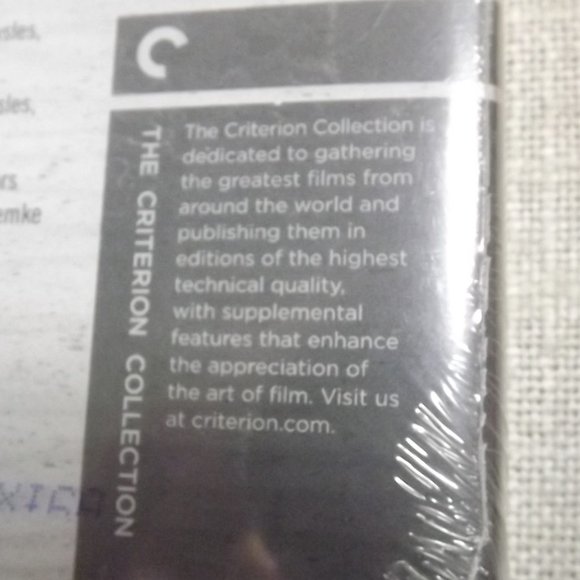 The Criterion Collection is
dedicated to gathering
the greatest films from
around the world and
publishing them in
editions of the highest
technical quality,
with supplemental
features that enhance
the appreciation of
the art of film. Visit us
at criterion.com.
THE CRITERION COLLECTION